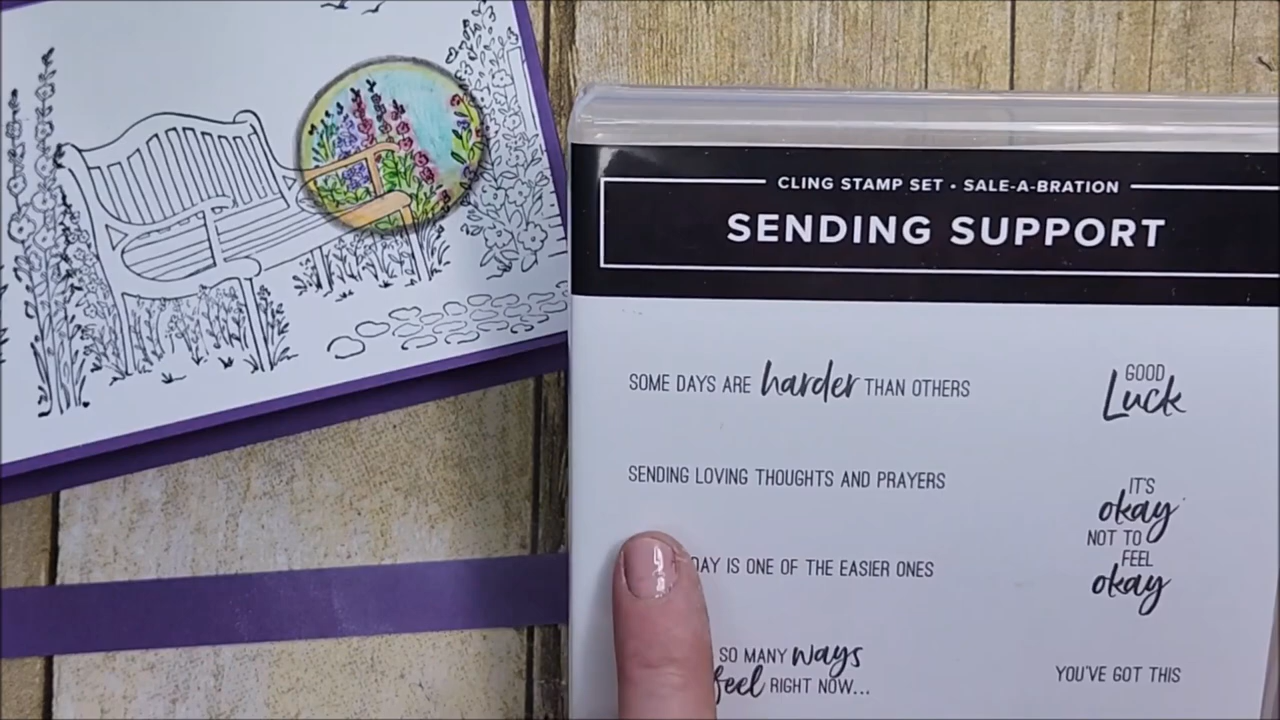 CLING STAMP SET • SALE-A-BRATION
SENDING SUPPORT
SOME DAYS ARE harder THAN OTHERS
GOOD
Luck
SENDING LOVING THOUGHTS AND PRAYERS
IT'S
okay
NOT TO
FEEL
okay
DAY IS ONE OF THE EASIER ONES
SO MANY ways
feel RIGHT NOW...
YOU'VE GOT THIS